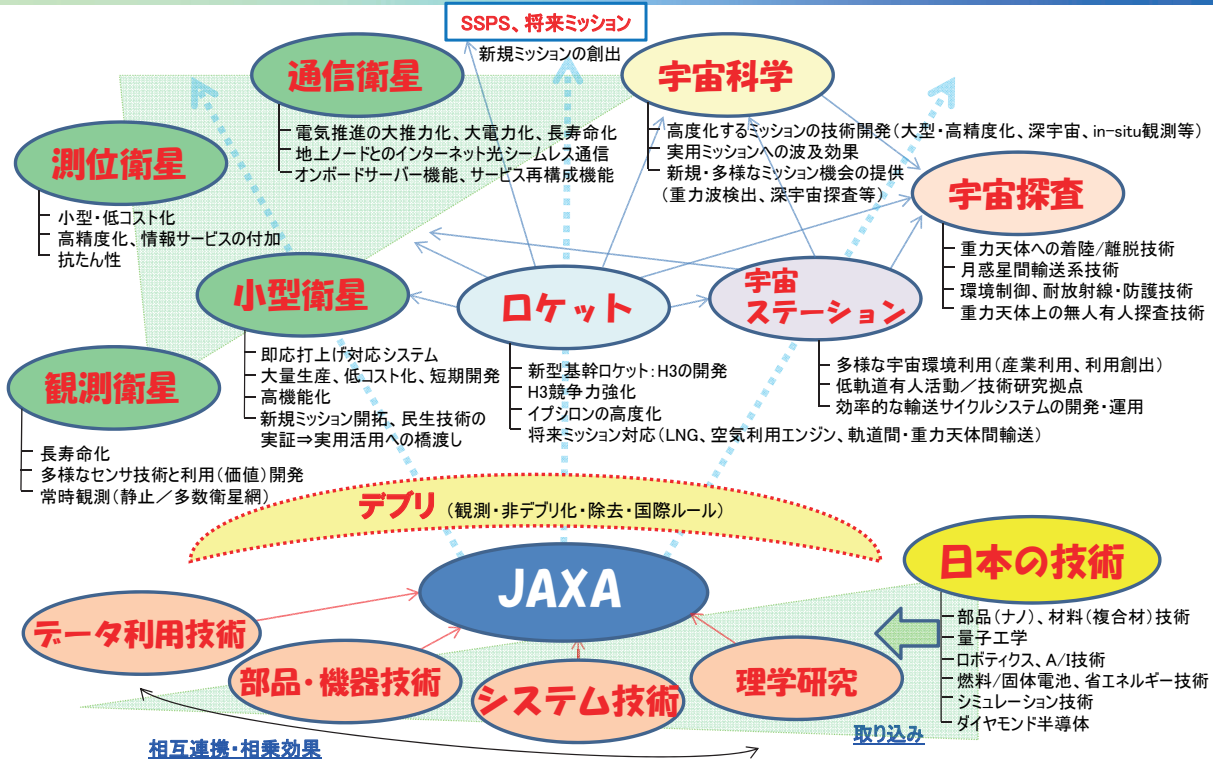 SSPS、将来ミッション
新規ミッションの創出
通信衛星
電気推進の大推力化、大電力化、長寿命化
地上ノードとのインターネット光シームレス通信
オンボードサーバー機能、サービス再構成機能
宇宙科学
高度化するミッションの技術開発(大型・高精度化、深宇宙、in-situ観測等)
実用ミッションへの波及効果
新規・多様なミッション機会の提供
(重力波検出、深宇宙探査等)
測位衛星
小型・低コスト化
高精度化、情報サービスの付加
抗たん性
宇宙探査
重力天体への着陸/離脱技術
月惑星間輸送系技術
環境制御、耐放射線・防護技術
重力天体上の無人有人探査技術
小型衛星
即応打上げ対応システム
大量生産、低コスト化、短期開発
高機能化
新規ミッション開拓、民生技術の
実証⇒実用活用への橋渡し
ロケット
新型基幹ロケット:H3の開発
H3競争力強化
イプシロンの高度化
将来ミッション対応(LNG、空気利用エンジン、軌道間・重力天体間輸送)
宇宙
ステーション
多様な宇宙環境利用(産業利用、利用創出)
低軌道有人活動/技術研究拠点
効率的な輸送サイクルシステムの開発・運用
観測衛星
長寿命化
多様なセンサ技術と利用(価値)開発
常時観測(静止/多数衛星網)
デブリ (観測・非デブリ化・除去・国際ルール)
JAXA
日本の技術
部品(ナノ)、材料(複合材)技術
量子工学
ロボティクス、A/I技術
燃料/固体電池、省エネルギー技術
シミュレーション技術
ダイヤモンド半導体
データ利用技術
部品・機器技術
システム技術
理学研究
取り込み
相互連携・相乗効果